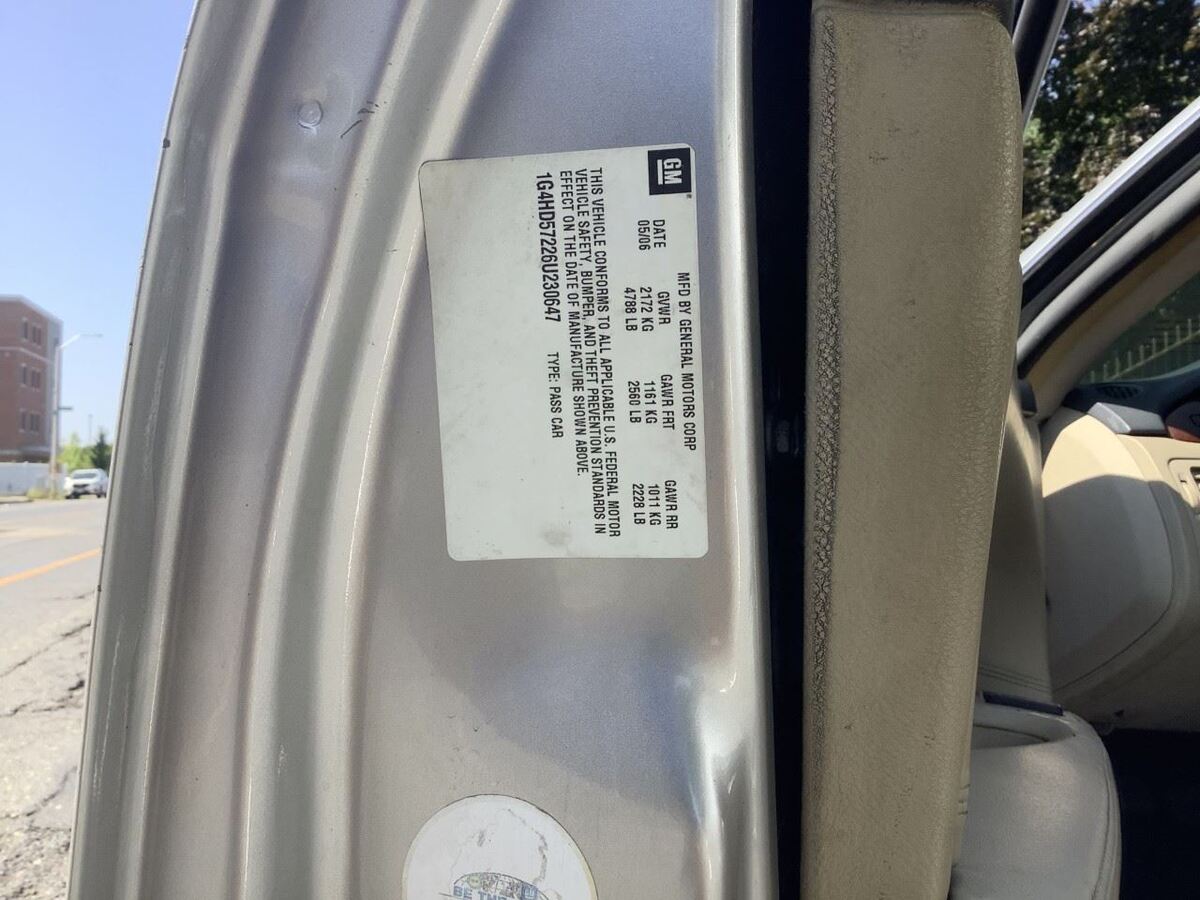 GM
®
MFD BY GENERAL MOTORS CORP
DATE GVWR GAWR FRT GAWR RR
05/06 2172 KG 1161 KG 1011 KG
4788 LB 2560 LB 2228 LB
THIS VEHICLE CONFORMS TO ALL APPLICABLE U.S. FEDERAL MOTOR
VEHICLE SAFETY, BUMPER, AND THEFT PREVENTION STANDARDS IN
EFFECT ON THE DATE OF MANUFACTURE SHOWN ABOVE.
1G4HD57226U230647 TYPE: PASS CAR
BE THE